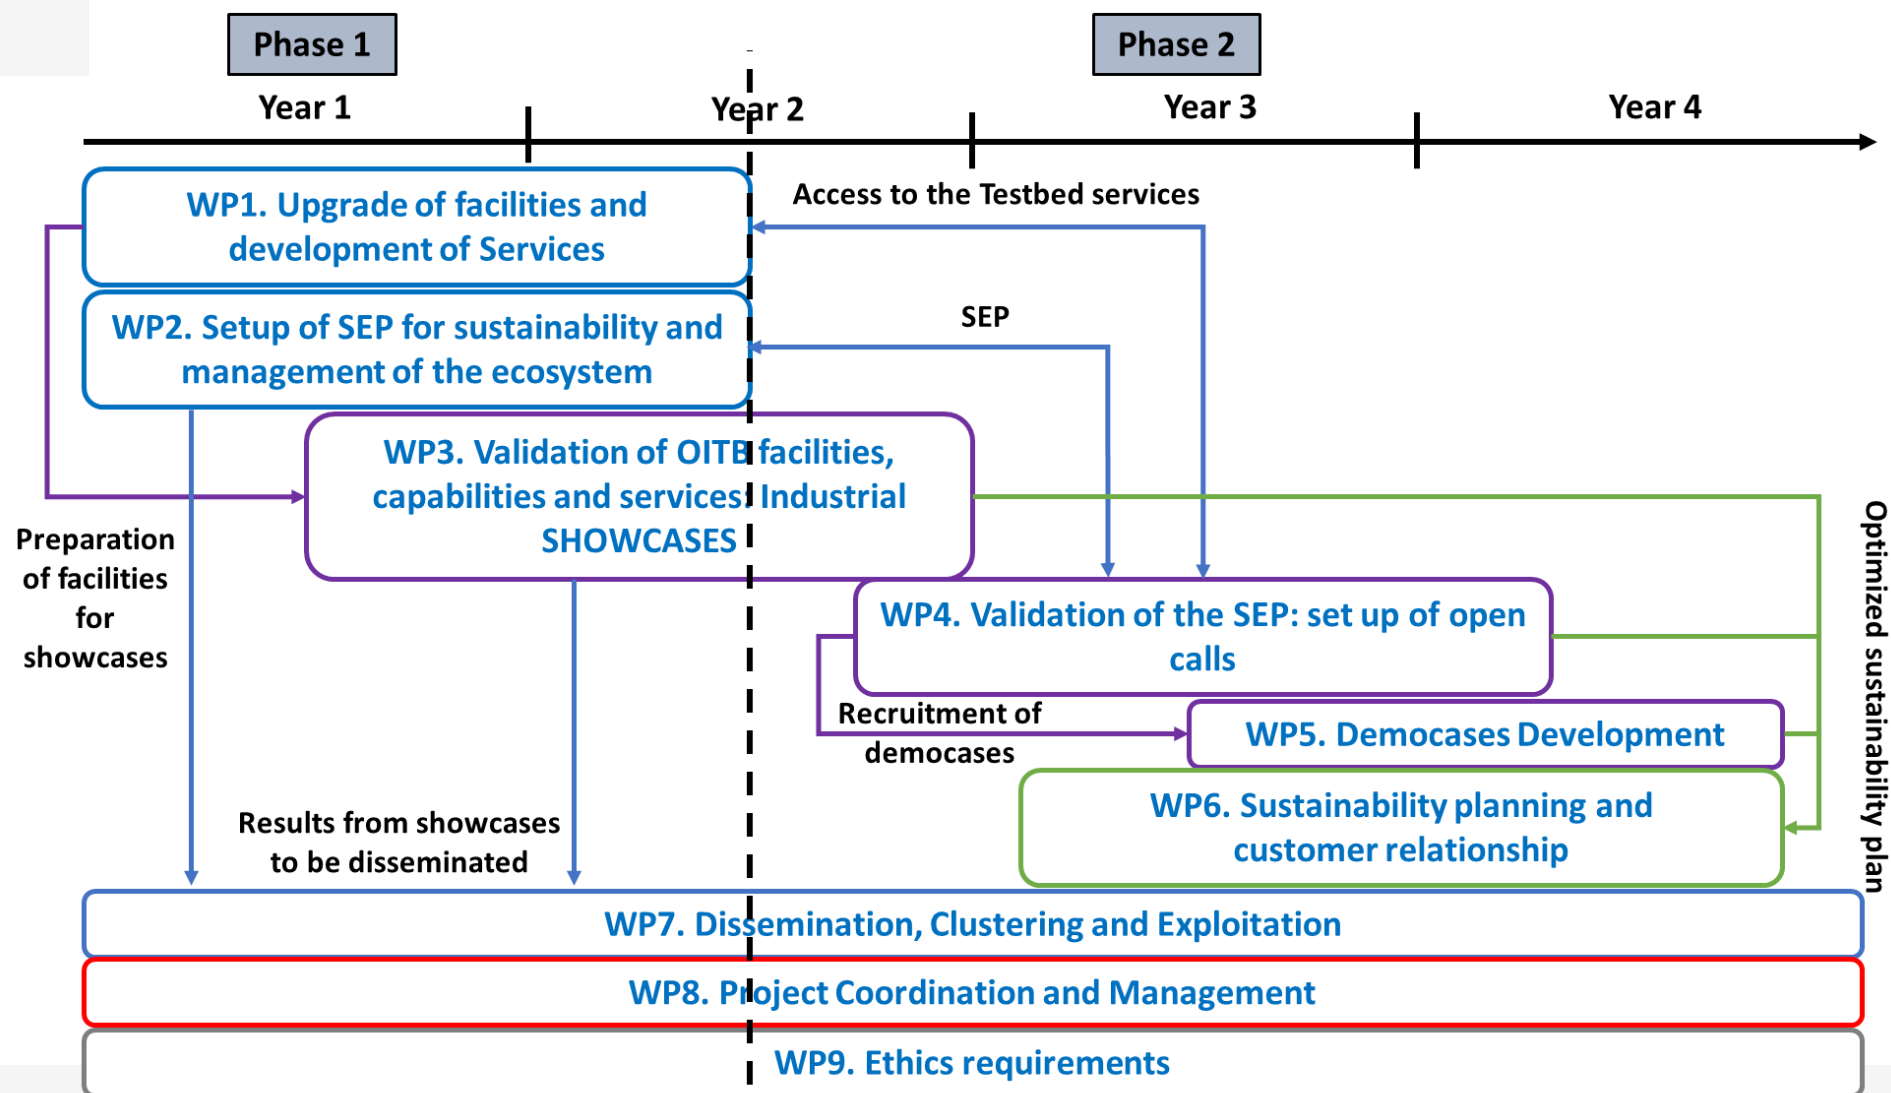 Phase 1
Phase 2
Year 1
Year 2
Year 3
Year 4
WP1. Upgrade of facilities and
development of Services
Access to the Testbed services
WP2. Setup of SEP for sustainability and
management of the ecosystem
SEP
WP3. Validation of OITB facilities,
capabilities and services: Industrial
SHOWCASES
Preparation
of facilities
for
showcases
Optimized sustainability plan
WP4. Validation of the SEP: set up of open
calls
Recruitment of
democases
WP5. Democases Development
WP6. Sustainability planning and
customer relationship
Results from showcases
to be disseminated
WP7. Dissemination, Clustering and Exploitation
WP8. Project Coordination and Management
WP9. Ethics requirements